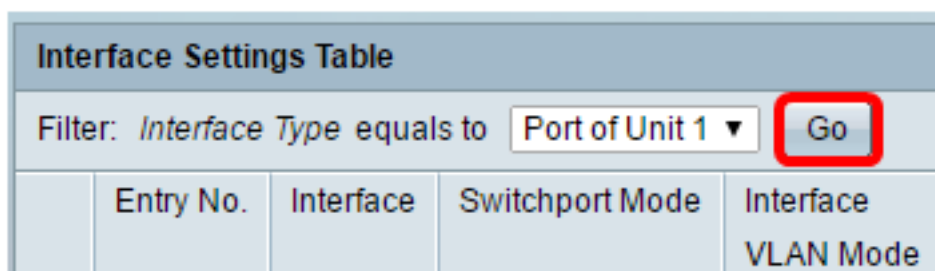 Interface Settings Table
Filter: Interface Type equals to Port of Unit 1 Go
Entry No. Interface Switchport Mode Interface
VLAN Mode